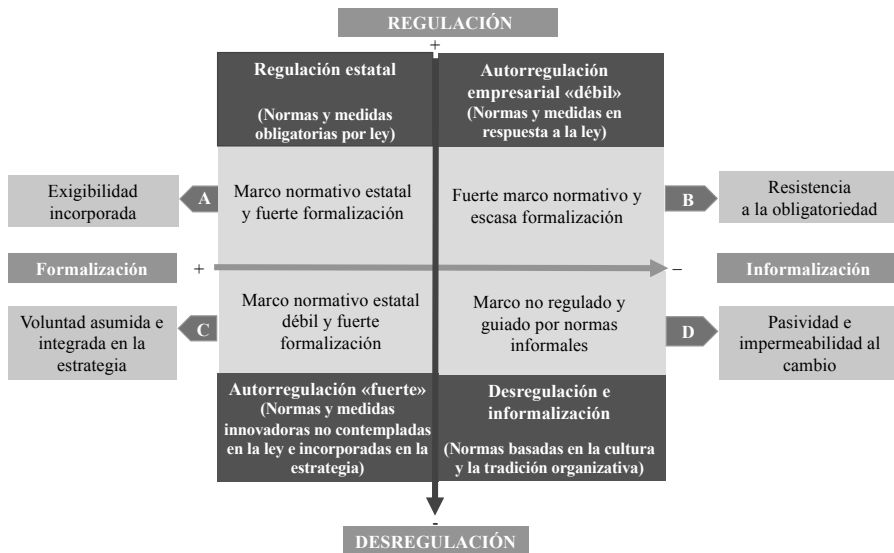 REGULACIÓN
+
Regulación estatal
(Normas y medidas
obligatorias por ley)
Autorregulación
empresarial «débil»
(Normas y medidas en
respuesta a la ley)
Exigibilidad
incorporada
A
Marco normativo estatal
y fuerte formalización
Fuerte marco normativo y
escasa formalización
B
Resistencia
a la obligatoriedad
Formalización
+
−
Informalización
Voluntad asumida e
integrada en la
estrategia
C
Marco normativo estatal
débil y fuerte
formalización
Marco no regulado y
guiado por normas
informales
D
Pasividad e
impermeabilidad al
cambio
Autorregulación «fuerte»
(Normas y medidas
innovadoras no contempladas
en la ley e incorporadas en la
estrategia)
Desregulación e
informalización
(Normas basadas en la cultura
y la tradición organizativa)
-
DESREGULACIÓN